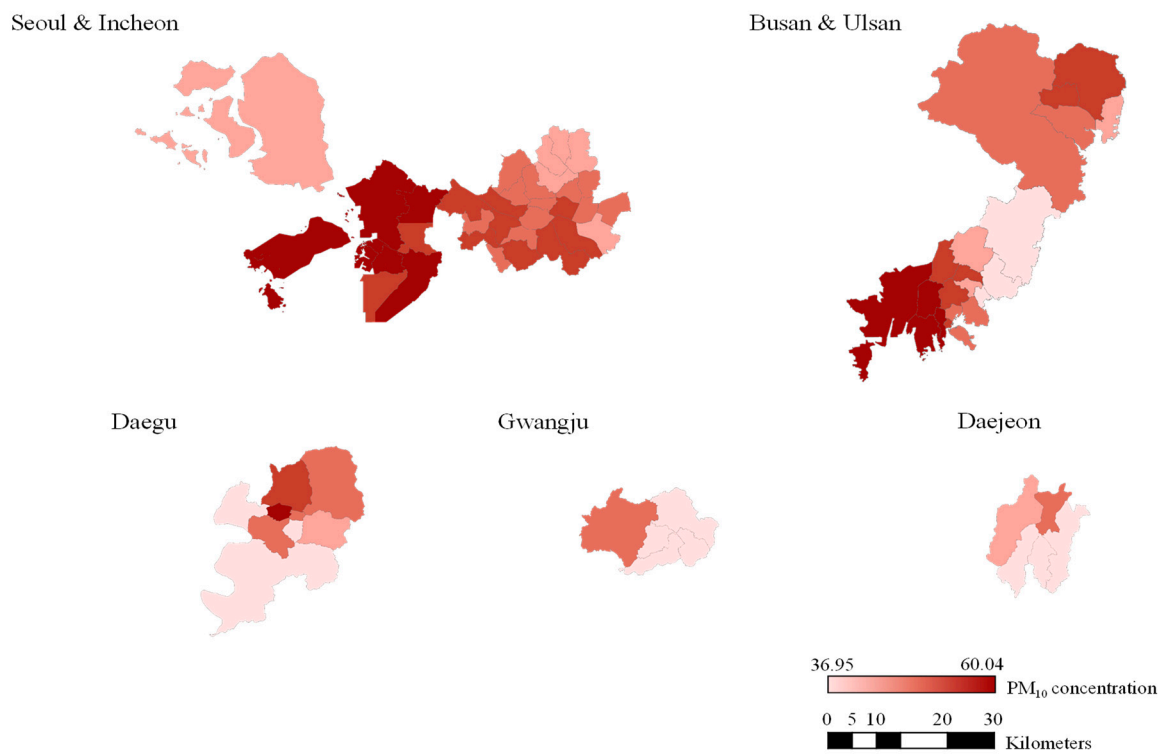 Seoul & Incheon
Busan & Ulsan
Daegu
Gwangju
Daejeon
36.95 60.04
PM₁₀ concentration
0 5 10 20 30
Kilometers